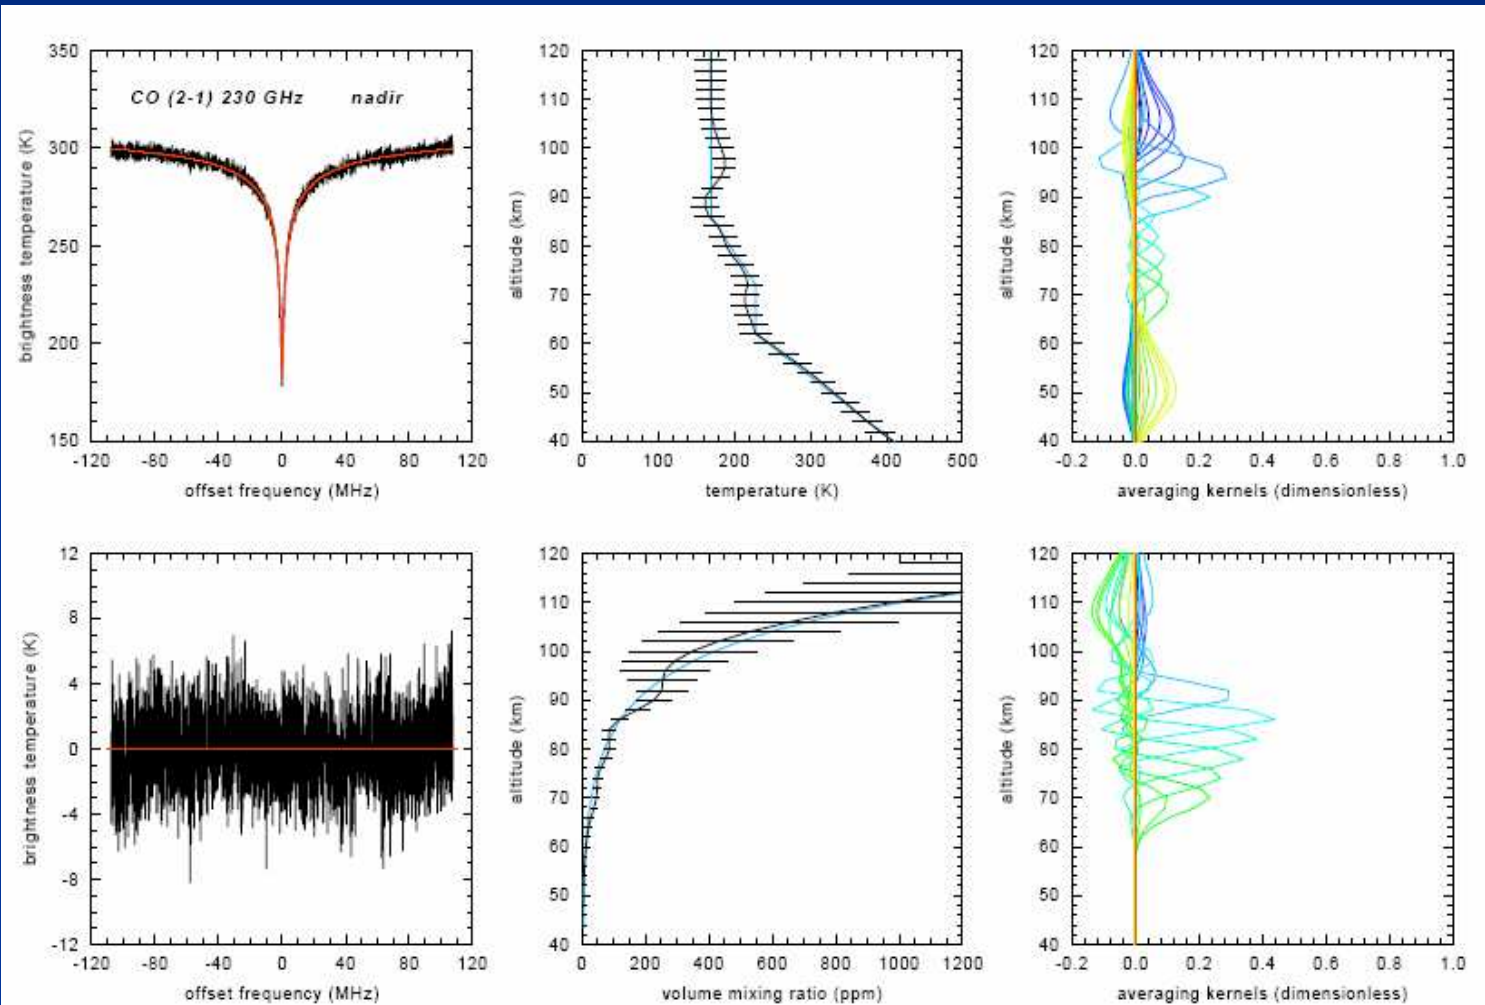 CO (2-1) 230 GHz nadir
brightness temperature (K)
350
300
250
200
150
-120 -80 -40 0 40 80 120
offset frequency (MHz)
altitude (km)
120
110
100
90
80
70
60
50
40
0 100 200 300 400 500
temperature (K)
altitude (km)
120
110
100
90
80
70
60
50
40
-0.2 0.0 0.2 0.4 0.6 0.8 1.0
averaging kernels (dimensionless)
brightness temperature (K)
12
8
4
0
-4
-8
-12
-120 -80 -40 0 40 80 120
offset frequency (MHz)
altitude (km)
120
110
100
90
80
70
60
50
40
0 200 400 600 800 1000 1200
volume mixing ratio (ppm)
altitude (km)
120
110
100
90
80
70
60
50
40
-0.2 0.0 0.2 0.4 0.6 0.8 1.0
averaging kernels (dimensionless)